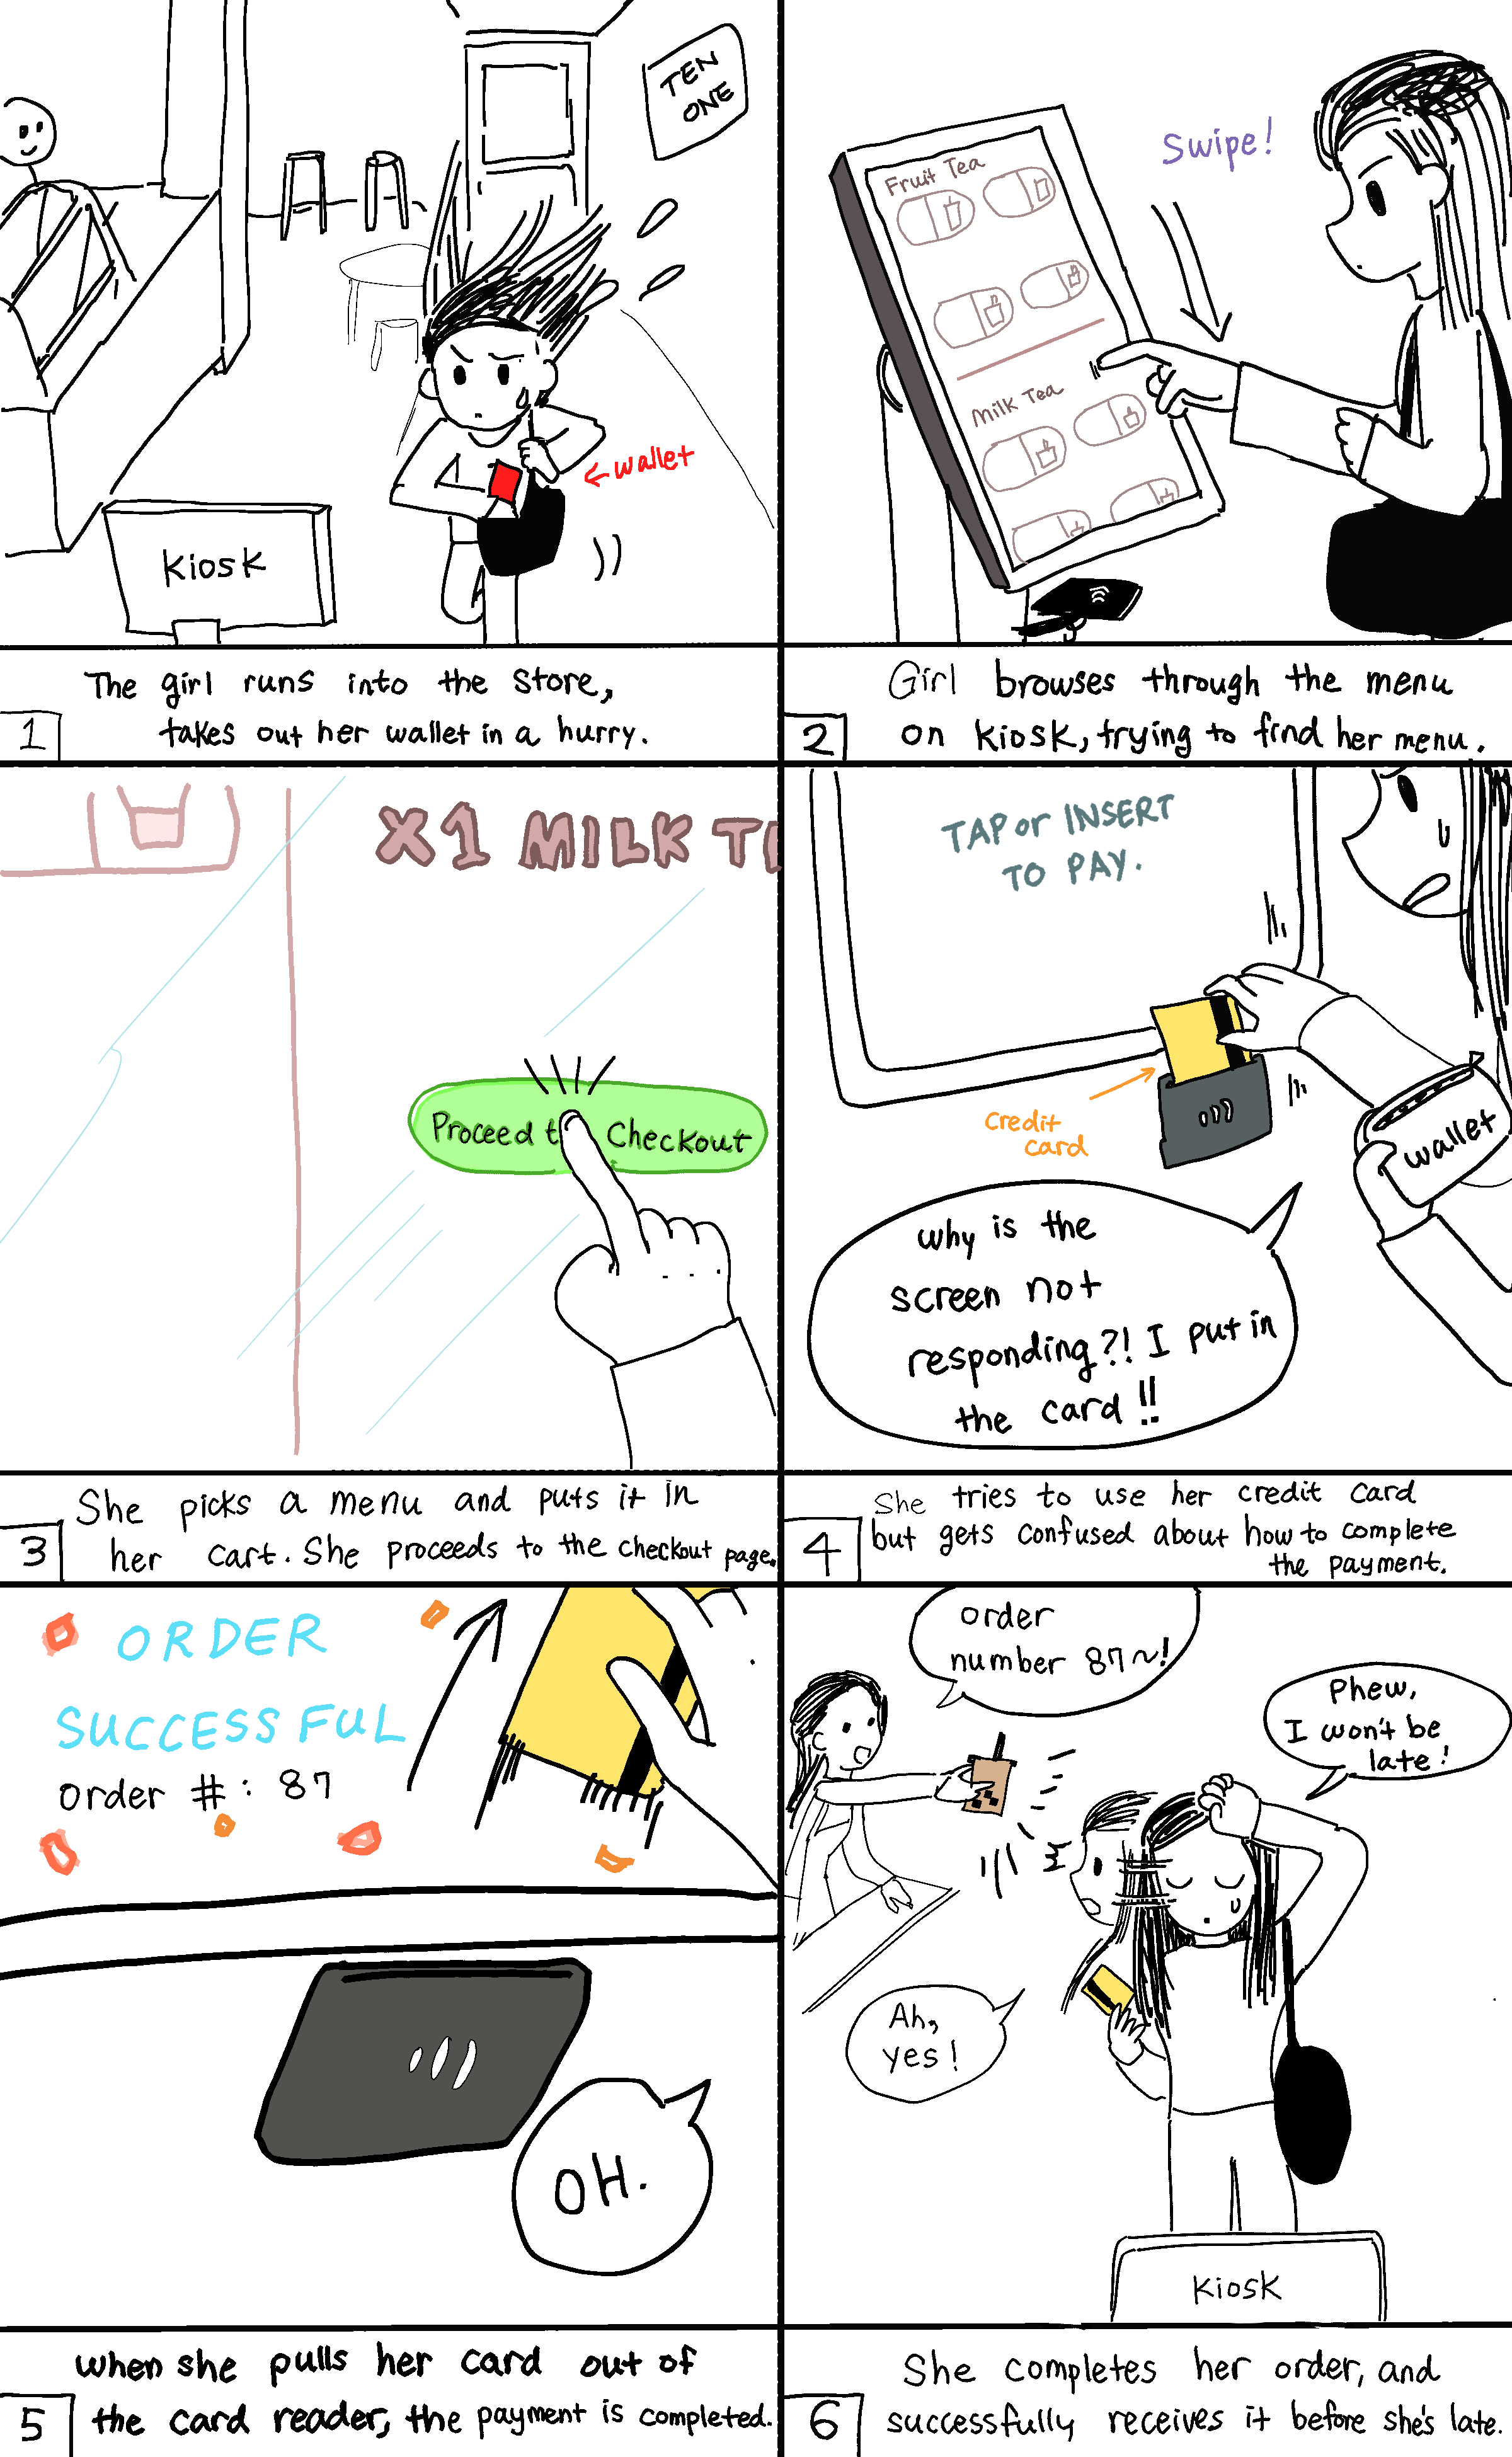 TEN
ONE
← wallet
Kiosk
The girl runs into the store,
1
takes out her wallet in a hurry.
Swipe!
Fruit Tea
Milk Tea
Girl browses through the menu
2
on kiosk, trying to find her menu.
X1 MILK T
Proceed t Checkout
She picks a menu and puts it in
3
her cart. She proceeds to the checkout page.
TAP or INSERT
TO PAY.
credit
card
wallet
why is the
screen not
responding?! I put in
the card!!
She tries to use her credit card
4
but gets confused about how to complete
the payment.
ORDER
SUCCESSFUL
order #: 87
OH.
when she pulls her card out of
5
the card reader, the payment is completed.
order
number 87~!
Phew,
I won't be
late!
Ah,
yes!
Kiosk
She completes her order, and
6
successfully receives it before she's late.